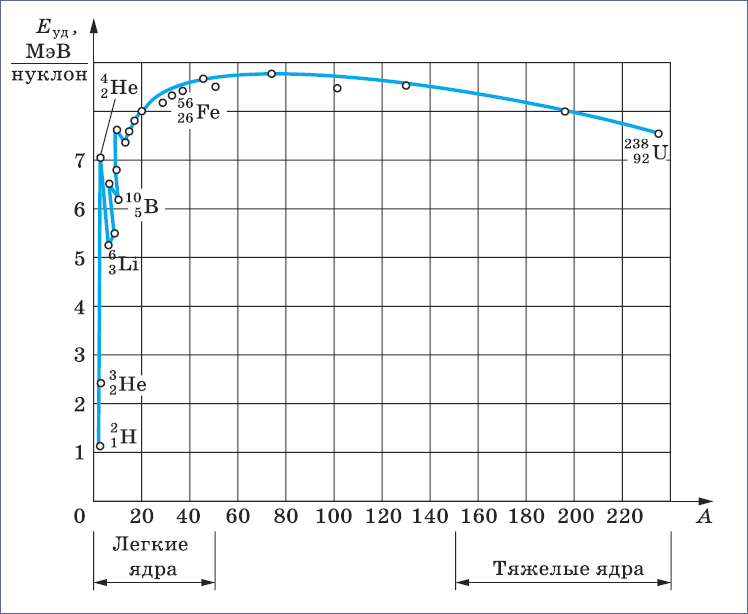 Eуд,
МэВ
нуклон
⁴₂He
⁵⁶₂₆Fe
²³⁸₉₂U
7
6
¹⁰₅B
5
⁶₃Li
4
3
³₂He
2
²₁H
1
0 20 40 60 80 100 120 140 160 180 200 220 A
Легкие
ядра
Тяжелые ядра